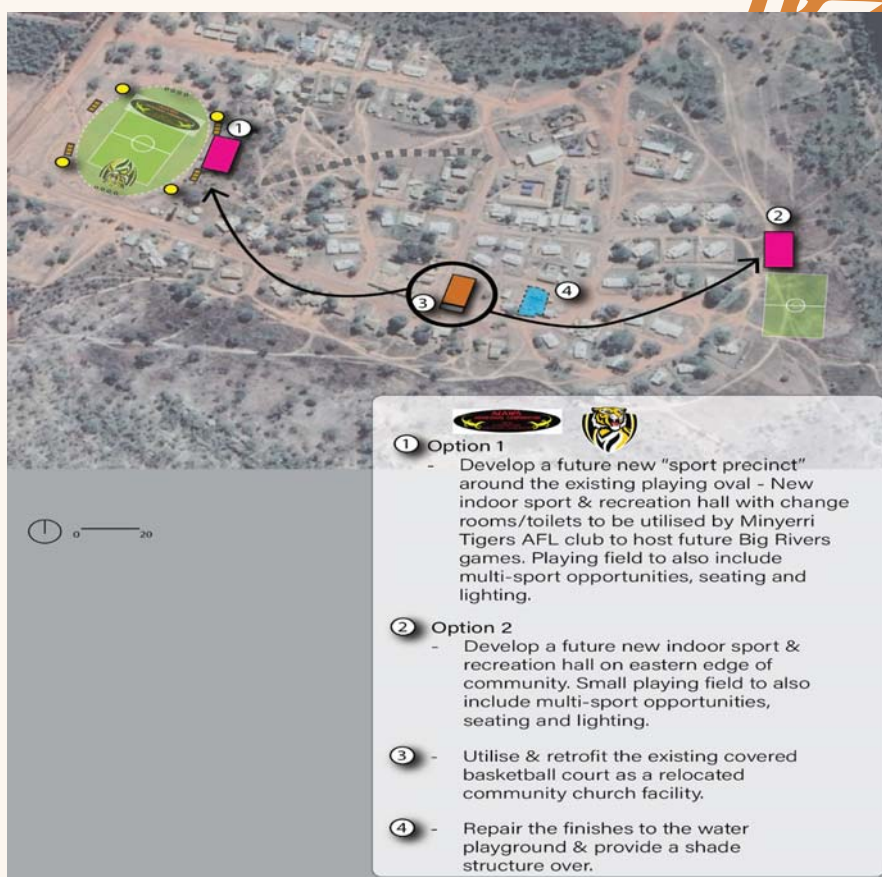 1
2
3
4
0 20
1 Option 1
- Develop a future new "sport precinct"
around the existing playing oval - New
indoor sport & recreation hall with change
rooms/toilets to be utilised by Minyerri
Tigers AFL club to host future Big Rivers
games. Playing field to also include
multi-sport opportunities, seating and
lighting.
2 Option 2
- Develop a future new indoor sport &
recreation hall on eastern edge of
community. Small playing field to also
include multi-sport opportunities,
seating and lighting.
3 - Utilise & retrofit the existing covered
basketball court as a relocated
community church facility.
4 - Repair the finishes to the water
playground & provide a shade
structure over.